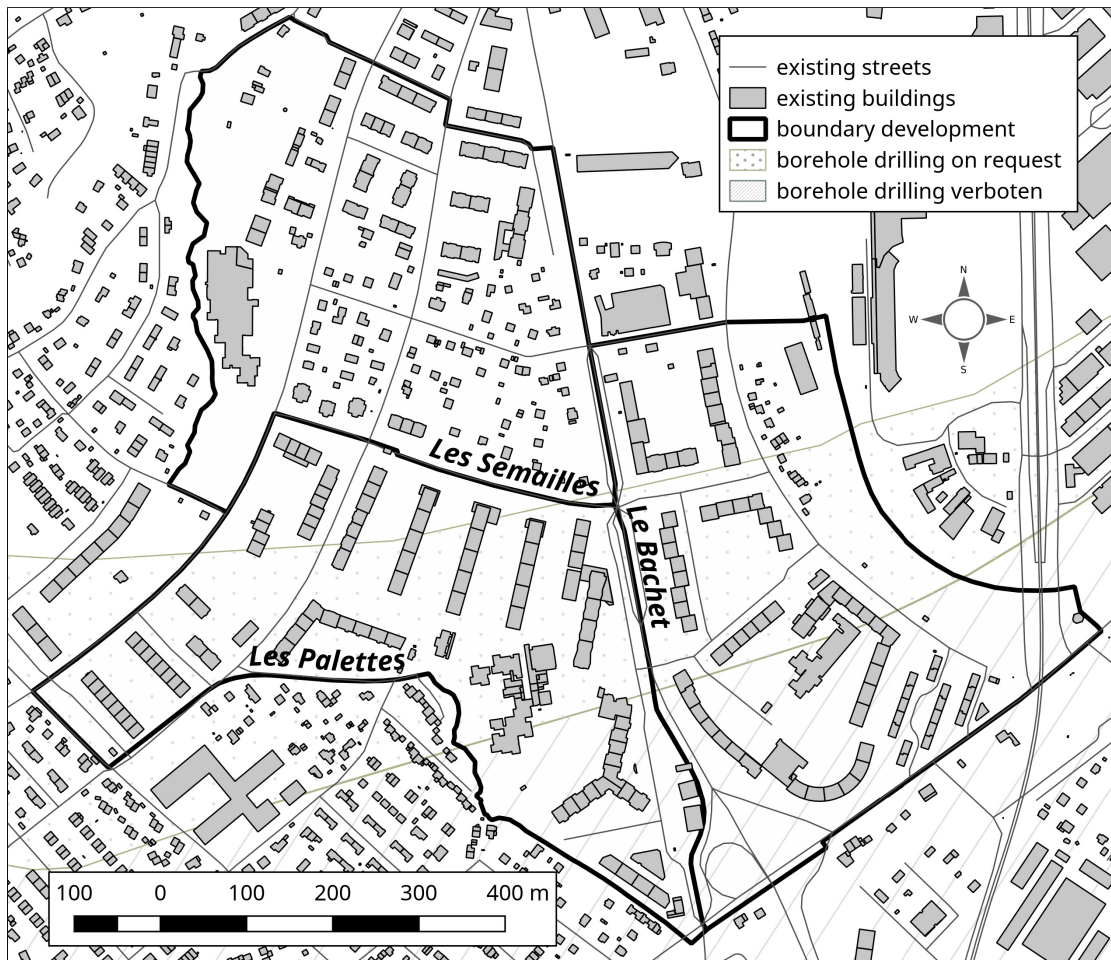 existing streets
existing buildings
boundary development
borehole drilling on request
borehole drilling verboten
N
W E
S
Les Semailles
Le Bachet
Les Palettes
100 0 100 200 300 400 m